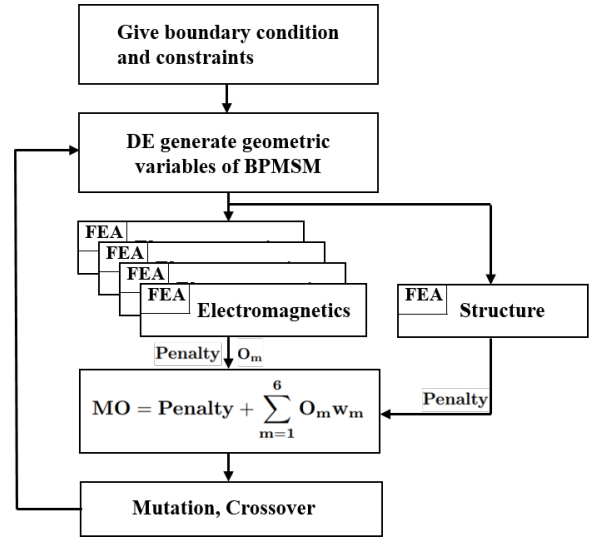 Give boundary condition
and constraints
DE generate geometric
variables of BPMSM
FEA
FEA
FEA
FEA
Electromagnetics
FEA
Structure
Penalty
Oₘ
Penalty
MO = Penalty + ∑_{m=1}^{6} Oₘwₘ
Mutation, Crossover